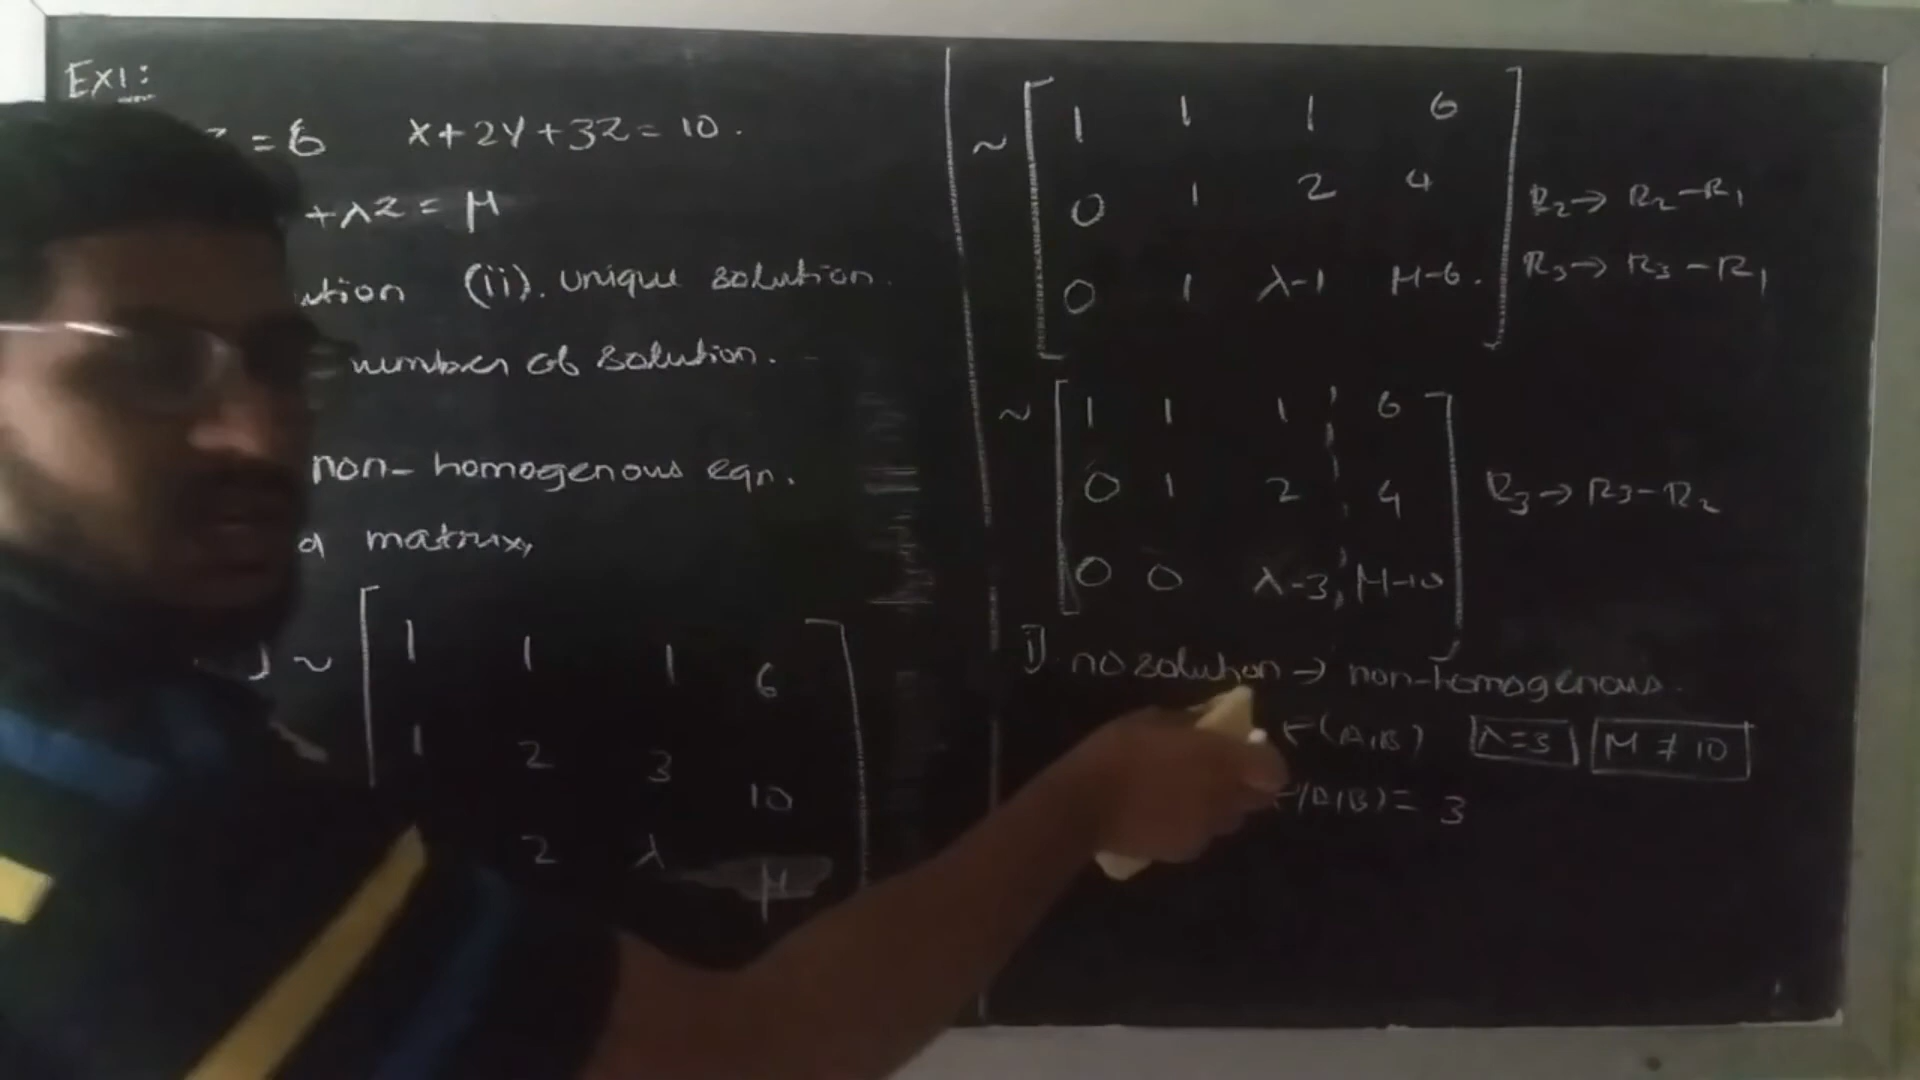 Ex1:
= 6 x+2y+3z = 10.
+λz = μ
ution (ii). unique solution.
number of solution.
non-homogenous eqn.
d matrix,
] ~ [ 1 1 1 6
1 2 3 10
2 λ μ ]
~ [ 1 1 1 6
0 1 2 4 R2→ R2-R1
0 1 λ-1 μ-6. ] R3→ R3-R1
~ [ 1 1 1 6
0 1 2 4 R3→R3-R2
0 0 λ-3 μ-10 ]
i). no solution → non-homogenous.
r(A,B) λ=3 μ≠10
r(A,B) = 3